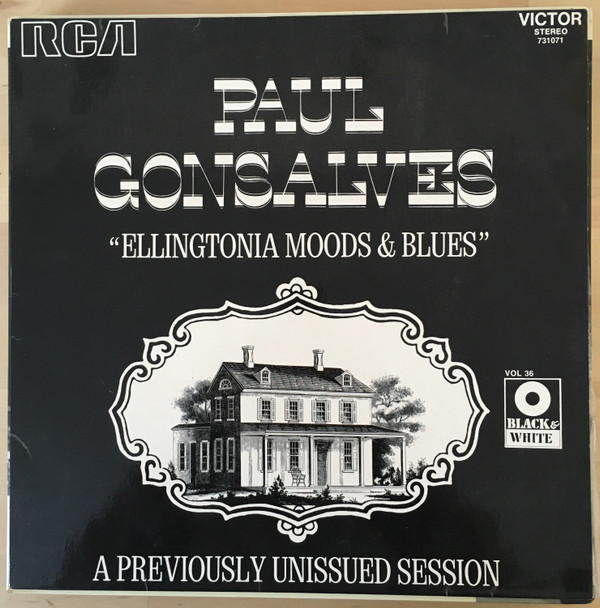 RCA
VICTOR
STEREO
731071
PAUL
GONSALVES
“ELLINGTONIA MOODS & BLUES”
VOL 36
BLACK&
WHITE
A PREVIOUSLY UNISSUED SESSION